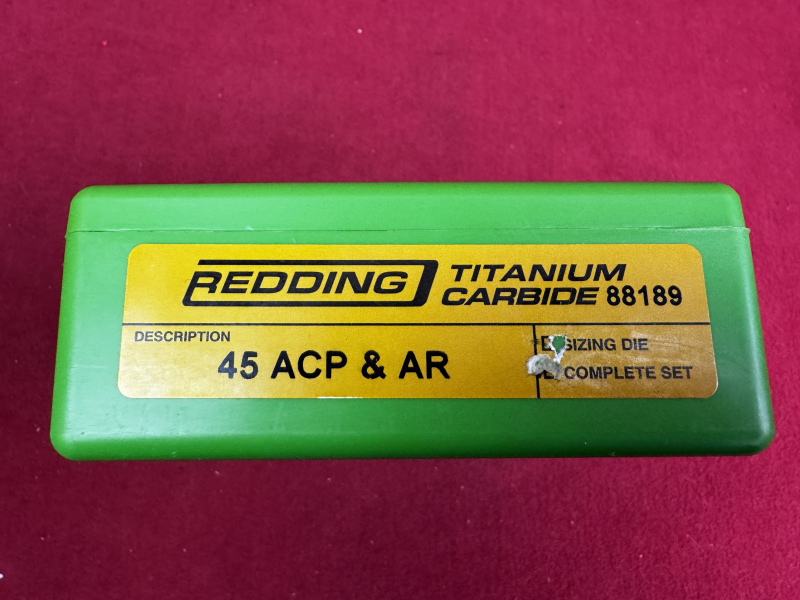 REDDING TITANIUM
CARBIDE 88189
DESCRIPTION
45 ACP & AR
SIZING DIE
COMPLETE SET